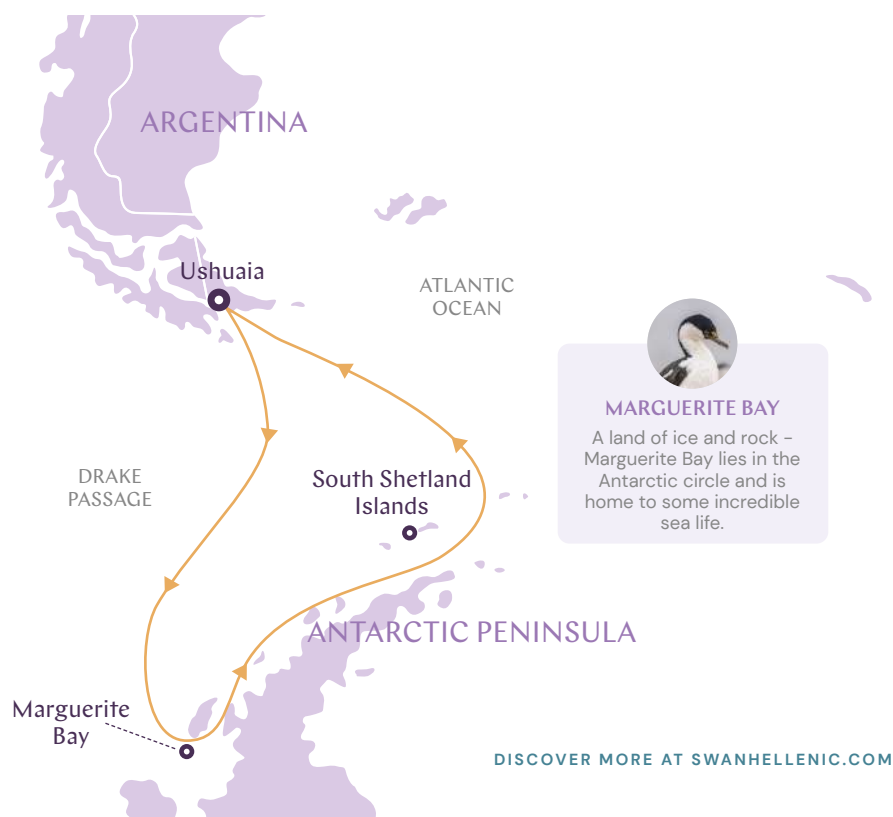 ARGENTINA
Ushuaia
ATLANTIC
OCEAN
MARGUERITE BAY
A land of ice and rock –
Marguerite Bay lies in the
Antarctic circle and is
home to some incredible
sea life.
DRAKE
PASSAGE
South Shetland
Islands
ANTARCTIC PENINSULA
Marguerite
Bay
DISCOVER MORE AT SWANHELLENIC.COM